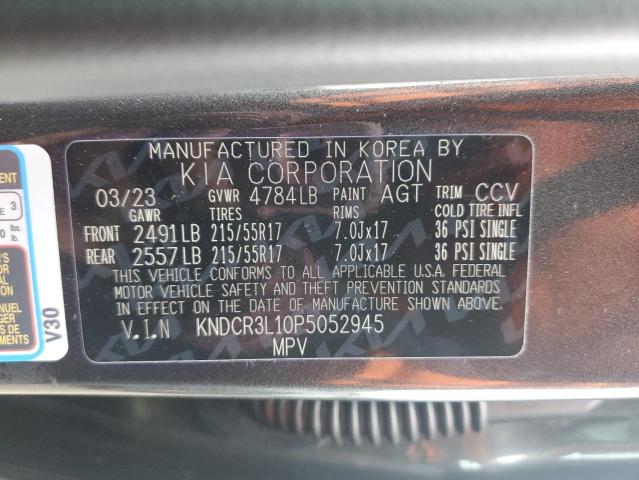 MANUFACTURED IN KOREA BY
KIA CORPORATION
03/23 GVWR 4784LB PAINT AGT TRIM CCV
GAWR TIRES RIMS COLD TIRE INFL
FRONT 2491LB 215/55R17 7.0Jx17 36 PSI SINGLE
REAR 2557LB 215/55R17 7.0Jx17 36 PSI SINGLE
THIS VEHICLE CONFORMS TO ALL APPLICABLE U.S.A. FEDERAL
MOTOR VEHICLE SAFETY AND THEFT PREVENTION STANDARDS
IN EFFECT ON THE DATE OF MANUFACTURE SHOWN ABOVE.
V.I.N KNDCR3L10P5052945
MPV
3
lbs.
lb.
V30